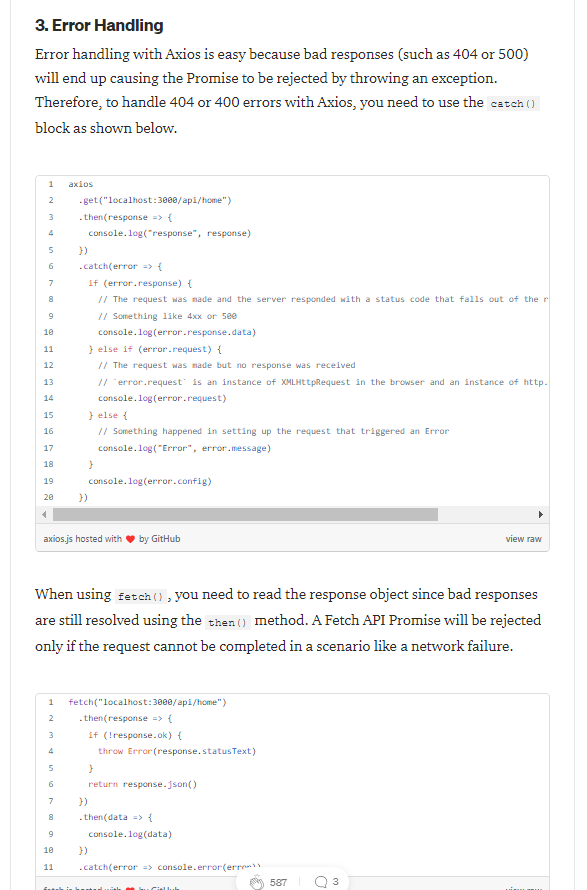 3. Error Handling
Error handling with Axios is easy because bad responses (such as 404 or 500)
will end up causing the Promise to be rejected by throwing an exception.
Therefore, to handle 404 or 400 errors with Axios, you need to use the catch()
block as shown below.
1 axios
2 .get("localhost:3000/api/home")
3 .then(response => {
4 console.log("response", response)
5 })
6 .catch(error => {
7 if (error.response) {
8 // The request was made and the server responded with a status code that falls out of the r
9 // Something like 4xx or 500
10 console.log(error.response.data)
11 } else if (error.request) {
12 // The request was made but no response was received
13 // `error.request` is an instance of XMLHttpRequest in the browser and an instance of http.
14 console.log(error.request)
15 } else {
16 // Something happened in setting up the request that triggered an Error
17 console.log("Error", error.message)
18 }
19 console.log(error.config)
20 })
axios.js hosted with ❤ by GitHub view raw
When using fetch(), you need to read the response object since bad responses
are still resolved using the then() method. A Fetch API Promise will be rejected
only if the request cannot be completed in a scenario like a network failure.
1 fetch("localhost:3000/api/home")
2 .then(response => {
3 if (!response.ok) {
4 throw Error(response.statusText)
5 }
6 return response.json()
7 })
8 .then(data => {
9 console.log(data)
10 })
11 .catch(error => console.error(error))
587 3